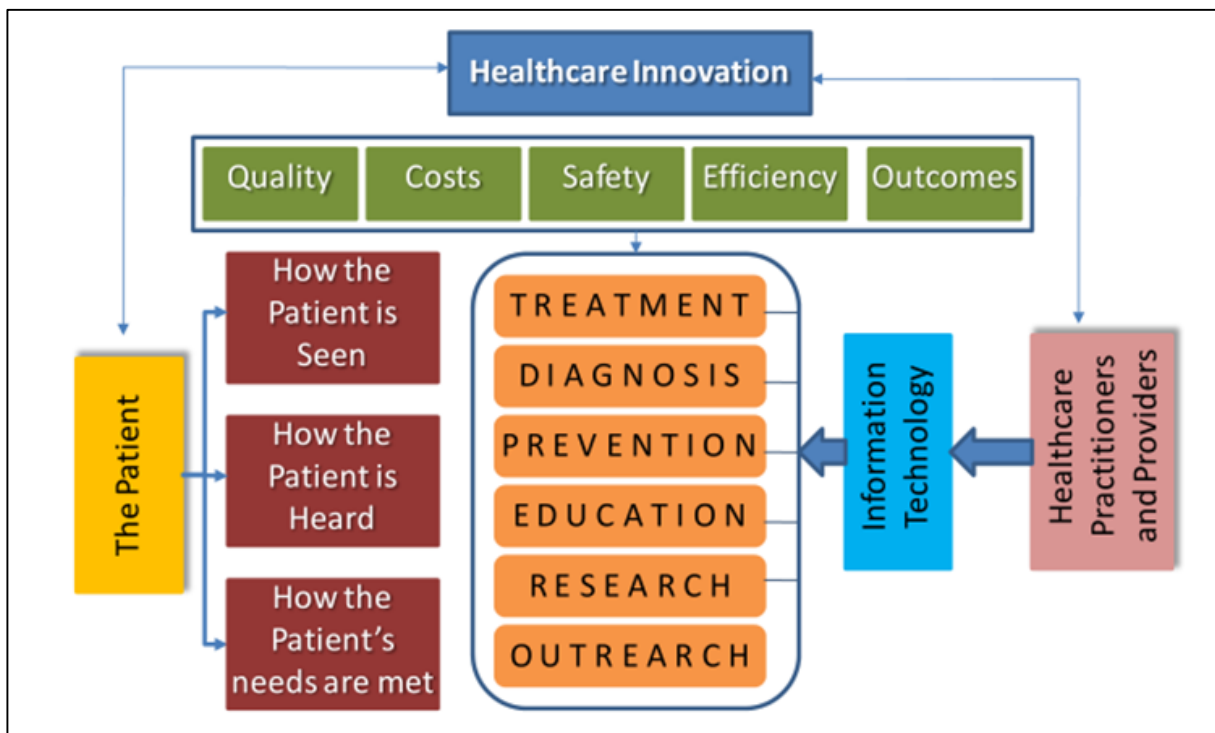 Healthcare Innovation
Quality
Costs
Safety
Efficiency
Outcomes
The Patient
How the
Patient is
Seen
How the
Patient is
Heard
How the
Patient's
needs are met
TREATMENT
DIAGNOSIS
PREVENTION
EDUCATION
RESEARCH
OUTREARCH
Information
Technology
Healthcare
Practitioners
and Providers